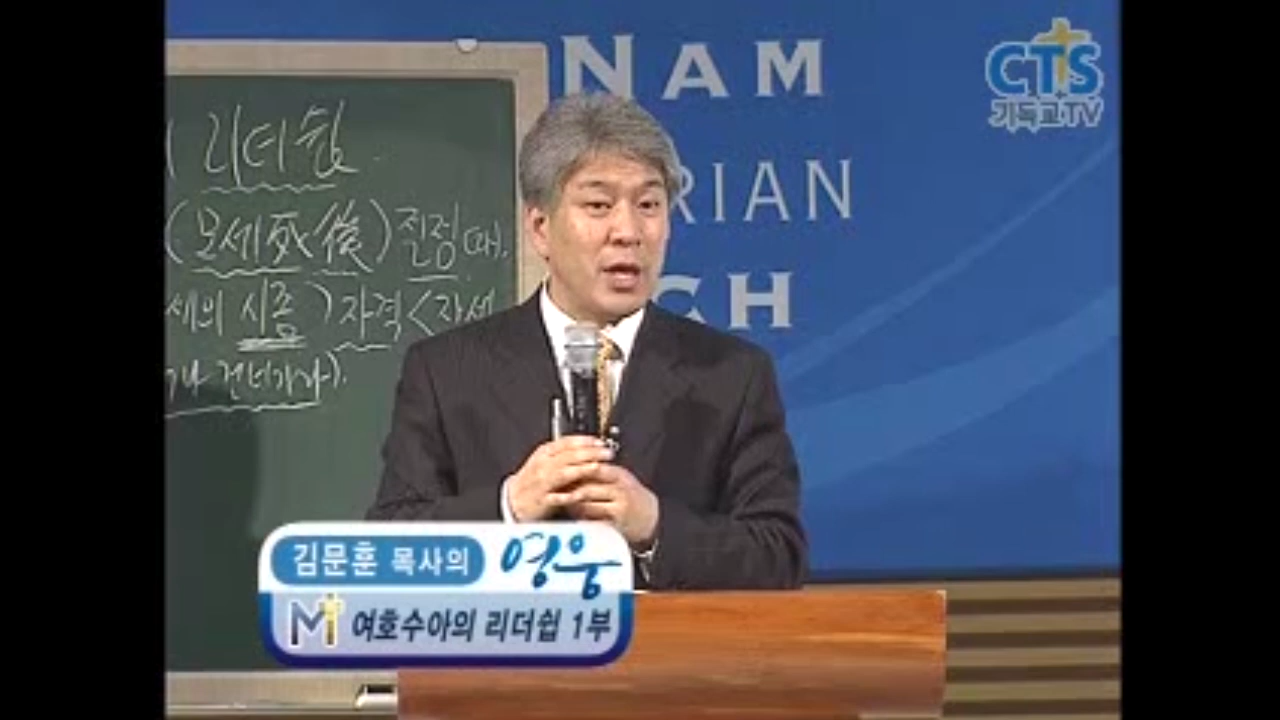 NAM
CTS
기독교TV
리더쉽
RIAN
(모세死後) 진정(대).
CH
세의 시종) 자격<자세
건너가라).
김문훈 목사의 영웅
여호수아의 리더쉽 1부